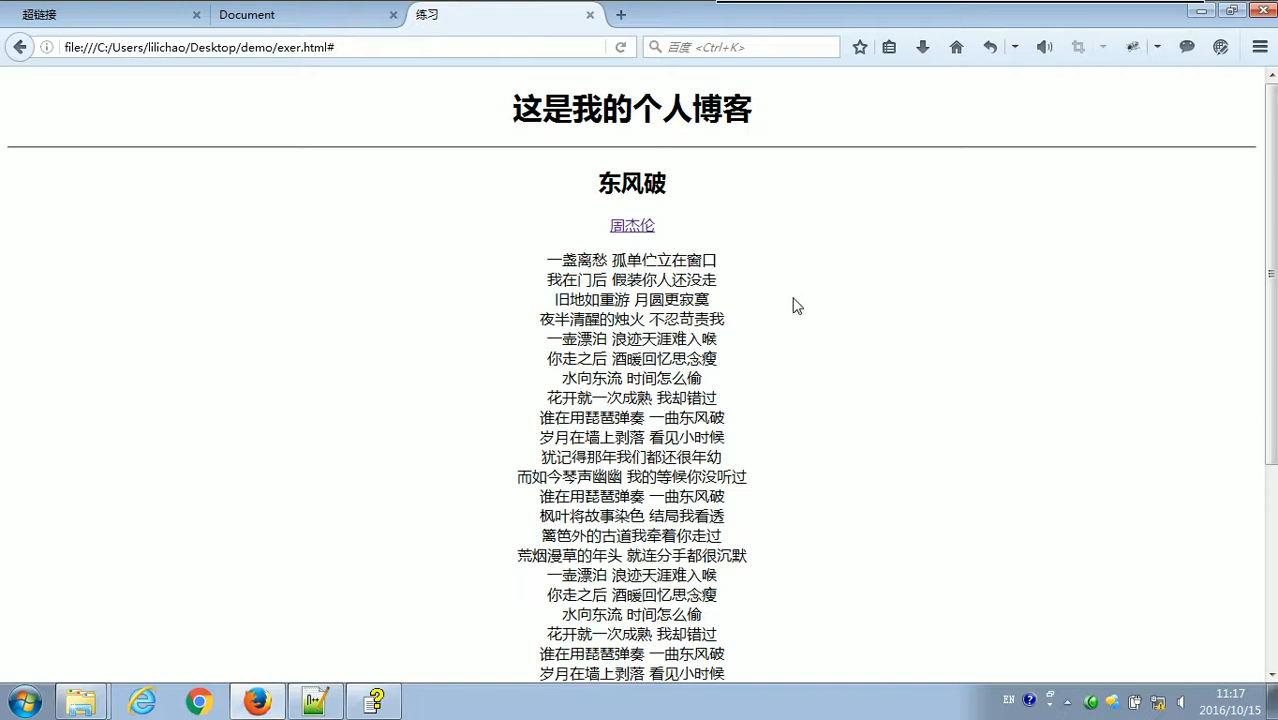 超链接
Document
练习
file:///C:/Users/lilichao/Desktop/demo/exer.html#
百度 <Ctrl+K>
这是我的个人博客
东风破
周杰伦
一盏离愁 孤单伫立在窗口
我在门后 假装你人还没走
旧地如重游 月圆更寂寞
夜半清醒的烛火 不忍苛责我
一壶漂泊 浪迹天涯难入喉
你走之后 酒暖回忆思念瘦
水向东流 时间怎么偷
花开就一次成熟 我却错过
谁在用琵琶弹奏 一曲东风破
岁月在墙上剥落 看见小时候
犹记得那年我们都还很年幼
而如今琴声幽幽 我的等候你没听过
谁在用琵琶弹奏 一曲东风破
枫叶将故事染色 结局我看透
篱笆外的古道我牵着你走过
荒烟漫草的年头 就连分手都很沉默
一壶漂泊 浪迹天涯难入喉
你走之后 酒暖回忆思念瘦
水向东流 时间怎么偷
花开就一次成熟 我却错过
谁在用琵琶弹奏 一曲东风破
岁月在墙上剥落 看见小时候
EN
11:17
2016/10/15